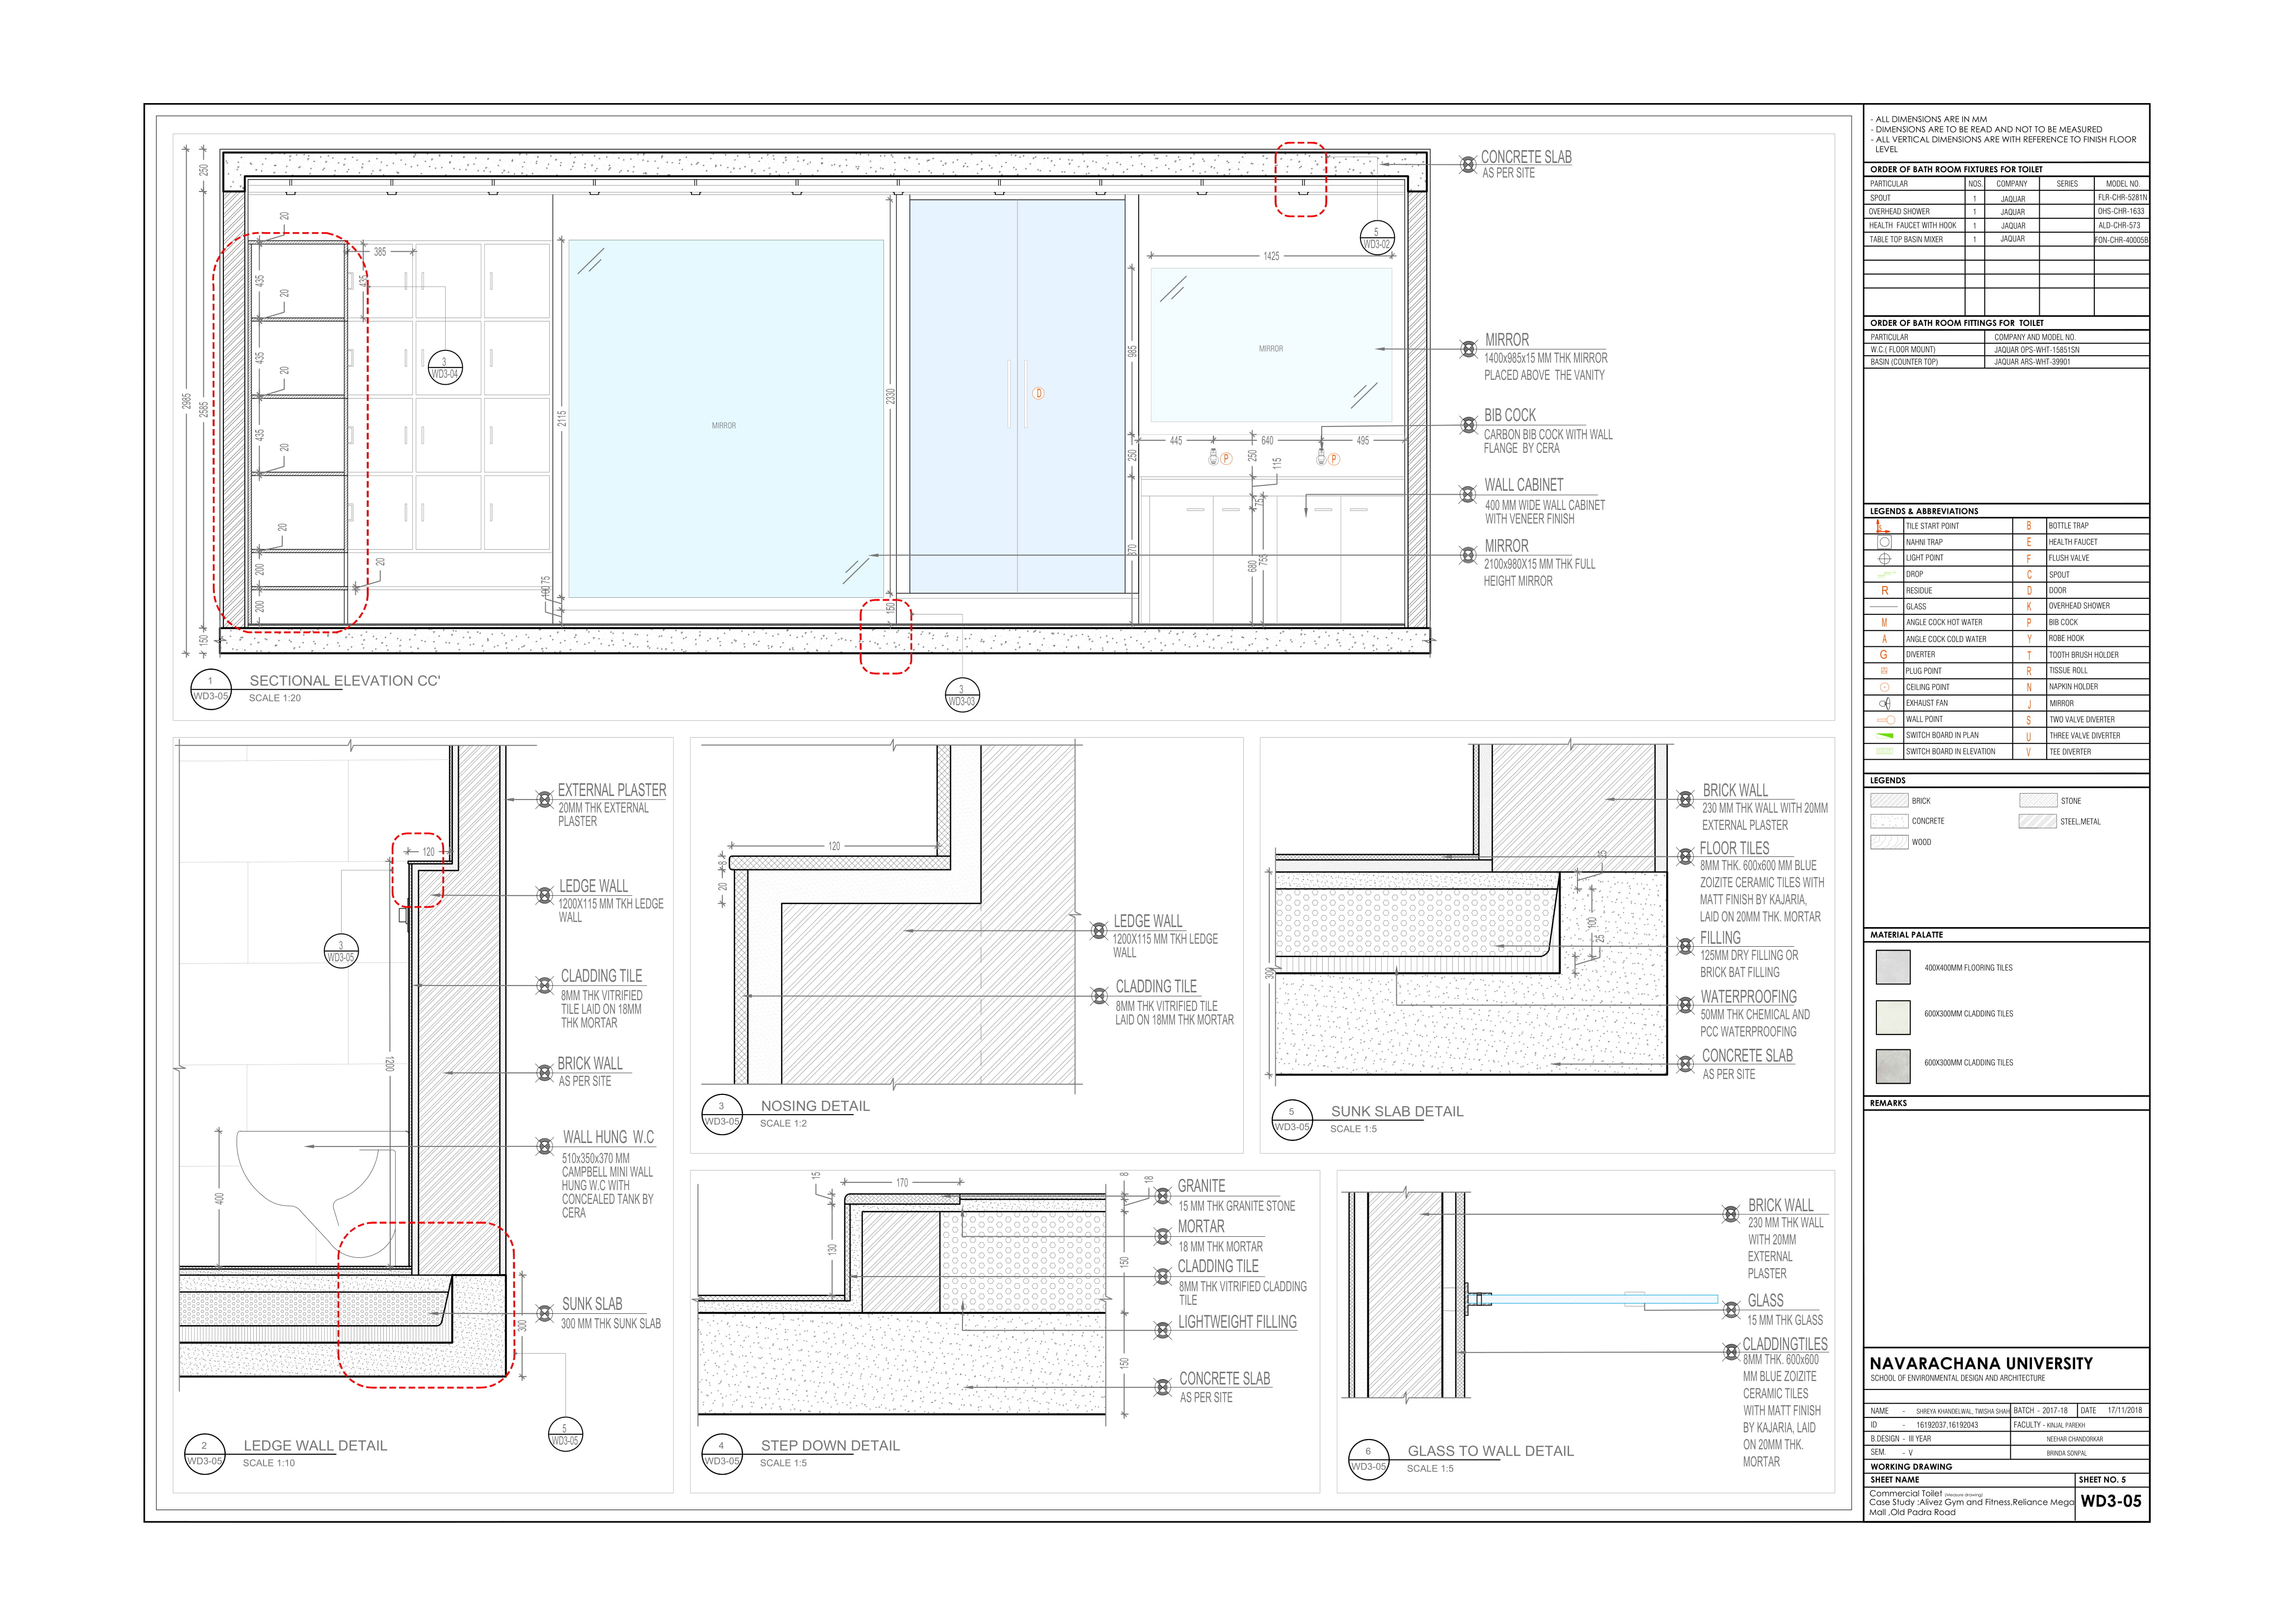 250
2985
2585
150
20
435
20
435
20
435
20
435
20
200
200
20
385
435
3
WD3-04
2115
75
100
MIRROR
2330
150
D
985
250
870
1425
MIRROR
445
640
495
P
P
250
115
75
680
755
5
WD3-02
3
WD3-03
CONCRETE SLAB
AS PER SITE
MIRROR
1400x985x15 MM THK MIRROR
PLACED ABOVE THE VANITY
BIB COCK
CARBON BIB COCK WITH WALL
FLANGE BY CERA
WALL CABINET
400 MM WIDE WALL CABINET
WITH VENEER FINISH
MIRROR
2100x980X15 MM THK FULL
HEIGHT MIRROR
1
WD3-05
SECTIONAL ELEVATION CC'
SCALE 1:20
120
1200
400
300
3
WD3-05
5
WD3-05
EXTERNAL PLASTER
20MM THK EXTERNAL
PLASTER
LEDGE WALL
1200X115 MM TKH LEDGE
WALL
CLADDING TILE
8MM THK VITRIFIED
TILE LAID ON 18MM
THK MORTAR
BRICK WALL
AS PER SITE
WALL HUNG W.C
510x350x370 MM
CAMPBELL MINI WALL
HUNG W.C WITH
CONCEALED TANK BY
CERA
SUNK SLAB
300 MM THK SUNK SLAB
2
WD3-05
LEDGE WALL DETAIL
SCALE 1:10
120
8
20
LEDGE WALL
1200X115 MM TKH LEDGE
WALL
CLADDING TILE
8MM THK VITRIFIED TILE
LAID ON 18MM THK MORTAR
3
WD3-05
NOSING DETAIL
SCALE 1:2
100
25
300
BRICK WALL
230 MM THK WALL WITH 20MM
EXTERNAL PLASTER
FLOOR TILES
8MM THK. 600x600 MM BLUE
ZOIZITE CERAMIC TILES WITH
MATT FINISH BY KAJARIA,
LAID ON 20MM THK. MORTAR
FILLING
125MM DRY FILLING OR
BRICK BAT FILLING
WATERPROOFING
50MM THK CHEMICAL AND
PCC WATERPROOFING
CONCRETE SLAB
AS PER SITE
5
WD3-05
SUNK SLAB DETAIL
SCALE 1:5
15
170
8
18
130
150
150
GRANITE
15 MM THK GRANITE STONE
MORTAR
18 MM THK MORTAR
CLADDING TILE
8MM THK VITRIFIED CLADDING
TILE
LIGHTWEIGHT FILLING
CONCRETE SLAB
AS PER SITE
4
WD3-05
STEP DOWN DETAIL
SCALE 1:5
BRICK WALL
230 MM THK WALL
WITH 20MM
EXTERNAL
PLASTER
GLASS
15 MM THK GLASS
CLADDINGTILES
8MM THK. 600x600
MM BLUE ZOIZITE
CERAMIC TILES
WITH MATT FINISH
BY KAJARIA, LAID
ON 20MM THK.
MORTAR
6
WD3-05
GLASS TO WALL DETAIL
SCALE 1:5
- ALL DIMENSIONS ARE IN MM
- DIMENSIONS ARE TO BE READ AND NOT TO BE MEASURED
- ALL VERTICAL DIMENSIONS ARE WITH REFERENCE TO FINISH FLOOR
LEVEL
ORDER OF BATH ROOM FIXTURES FOR TOILET
PARTICULAR NOS. COMPANY SERIES MODEL NO.
SPOUT 1 JAQUAR FLR-CHR-5281N
OVERHEAD SHOWER 1 JAQUAR OHS-CHR-1633
HEALTH FAUCET WITH HOOK 1 JAQUAR ALD-CHR-573
TABLE TOP BASIN MIXER 1 JAQUAR FON-CHR-40005B
ORDER OF BATH ROOM FITTINGS FOR TOILET
PARTICULAR COMPANY AND MODEL NO.
W.C.( FLOOR MOUNT) JAQUAR OPS-WHT-15851SN
BASIN (COUNTER TOP) JAQUAR ARS-WHT-39901
LEGENDS & ABBREVIATIONS
TILE START POINT B BOTTLE TRAP
NAHNI TRAP E HEALTH FAUCET
LIGHT POINT F FLUSH VALVE
DROP C SPOUT
R RESIDUE D DOOR
GLASS K OVERHEAD SHOWER
M ANGLE COCK HOT WATER P BIB COCK
A ANGLE COCK COLD WATER Y ROBE HOOK
G DIVERTER T TOOTH BRUSH HOLDER
PLUG POINT R TISSUE ROLL
CEILING POINT N NAPKIN HOLDER
EXHAUST FAN J MIRROR
WALL POINT S TWO VALVE DIVERTER
SWITCH BOARD IN PLAN U THREE VALVE DIVERTER
SWITCH BOARD IN ELEVATION V TEE DIVERTER
LEGENDS
BRICK STONE
CONCRETE STEEL,METAL
WOOD
MATERIAL PALATTE
400X400MM FLOORING TILES
600X300MM CLADDING TILES
600X300MM CLADDING TILES
REMARKS
NAVARACHANA UNIVERSITY
SCHOOL OF ENVIRONMENTAL DESIGN AND ARCHITECTURE
NAME - SHREYA KHANDELWAL, TWISHA SHAH BATCH - 2017-18 DATE 17/11/2018
ID - 16192037,16192043 FACULTY - KINJAL PAREKH
B.DESIGN - III YEAR NEEHAR CHANDORKAR
SEM. - V BRINDA SONPAL
WORKING DRAWING
SHEET NAME SHEET NO. 5
Commercial Toilet (Measure drawing)
Case Study :Alivez Gym and Fitness,Reliance Mega
Mall ,Old Padra Road
WD3-05